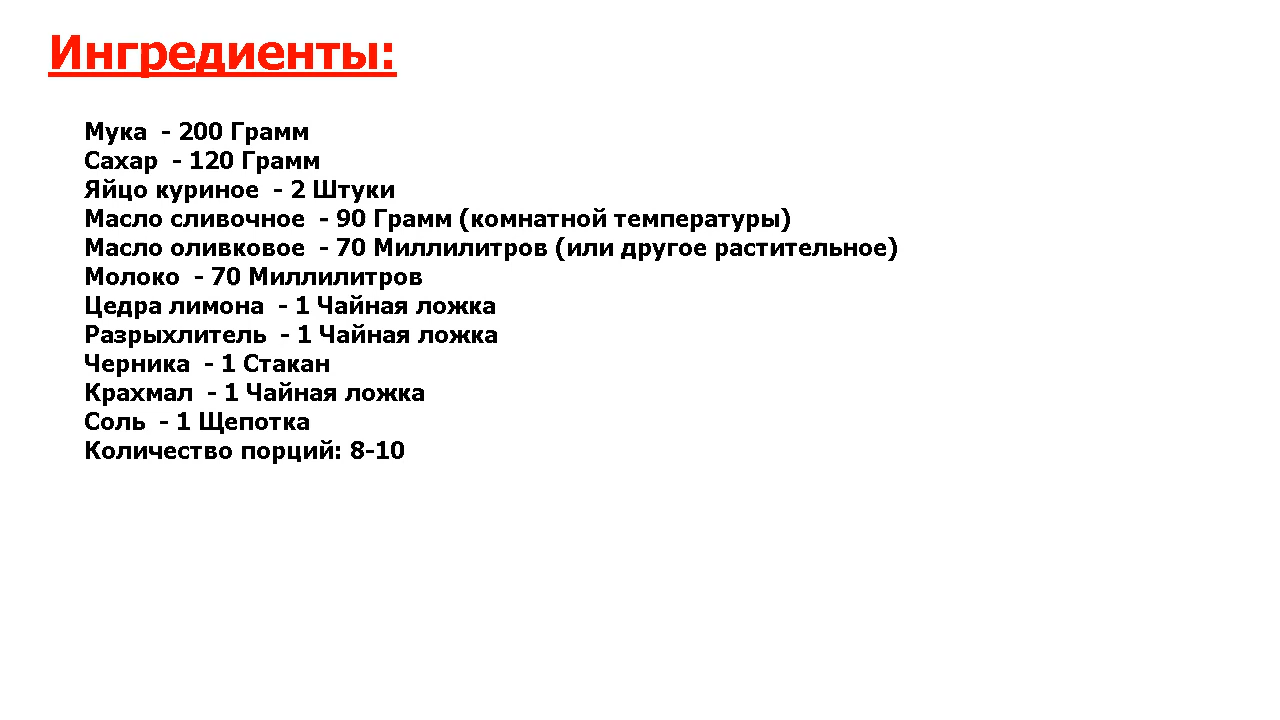 Ингредиенты:
Мука - 200 Грамм
Сахар - 120 Грамм
Яйцо куриное - 2 Штуки
Масло сливочное - 90 Грамм (комнатной температуры)
Масло оливковое - 70 Миллилитров (или другое растительное)
Молоко - 70 Миллилитров
Цедра лимона - 1 Чайная ложка
Разрыхлитель - 1 Чайная ложка
Черника - 1 Стакан
Крахмал - 1 Чайная ложка
Соль - 1 Щепотка
Количество порций: 8-10